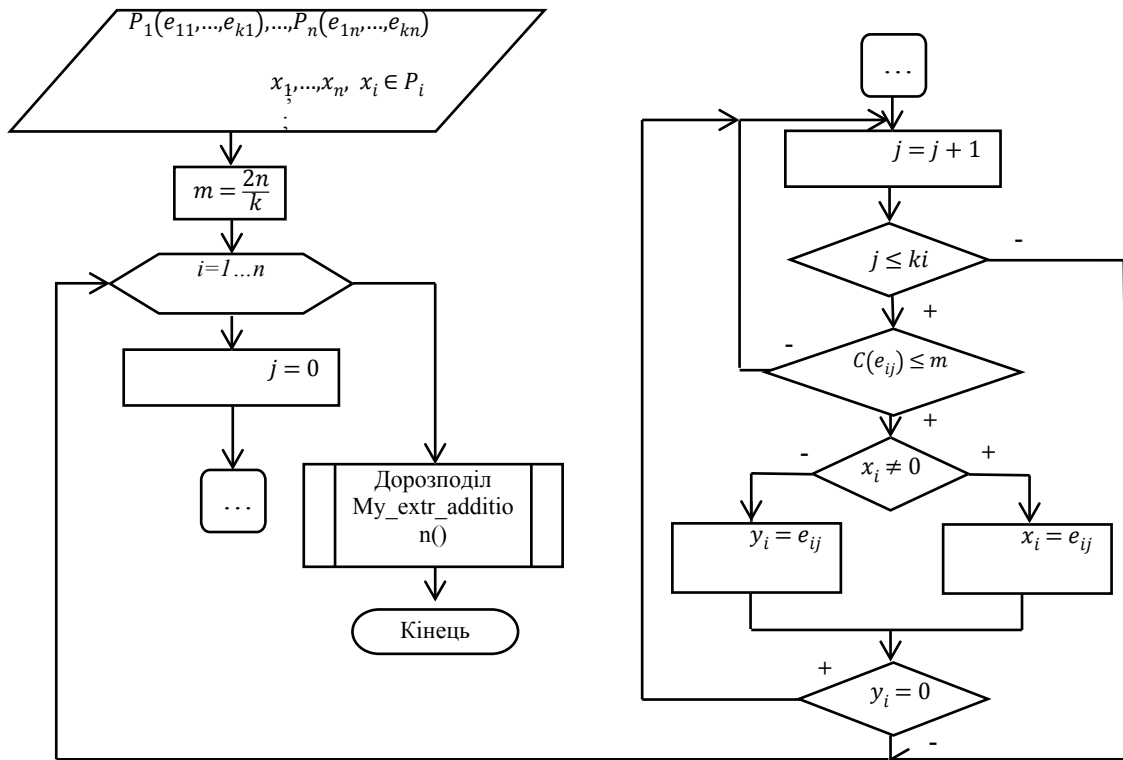 P₁(e₁₁,…,eₖ₁),…,Pₙ(e₁ₙ,…,eₖₙ)
x₁,…,xₙ, xᵢ ∈ Pᵢ
;
;
m = 2n/k
i=1…n
j = 0
…
Дорозподіл
My_extr_additio
n()
Кінець
…
j = j + 1
j ≤ ki
-
+
C(eᵢⱼ) ≤ m
-
+
xᵢ ≠ 0
-
+
yᵢ = eᵢⱼ
xᵢ = eᵢⱼ
yᵢ = 0
+
-